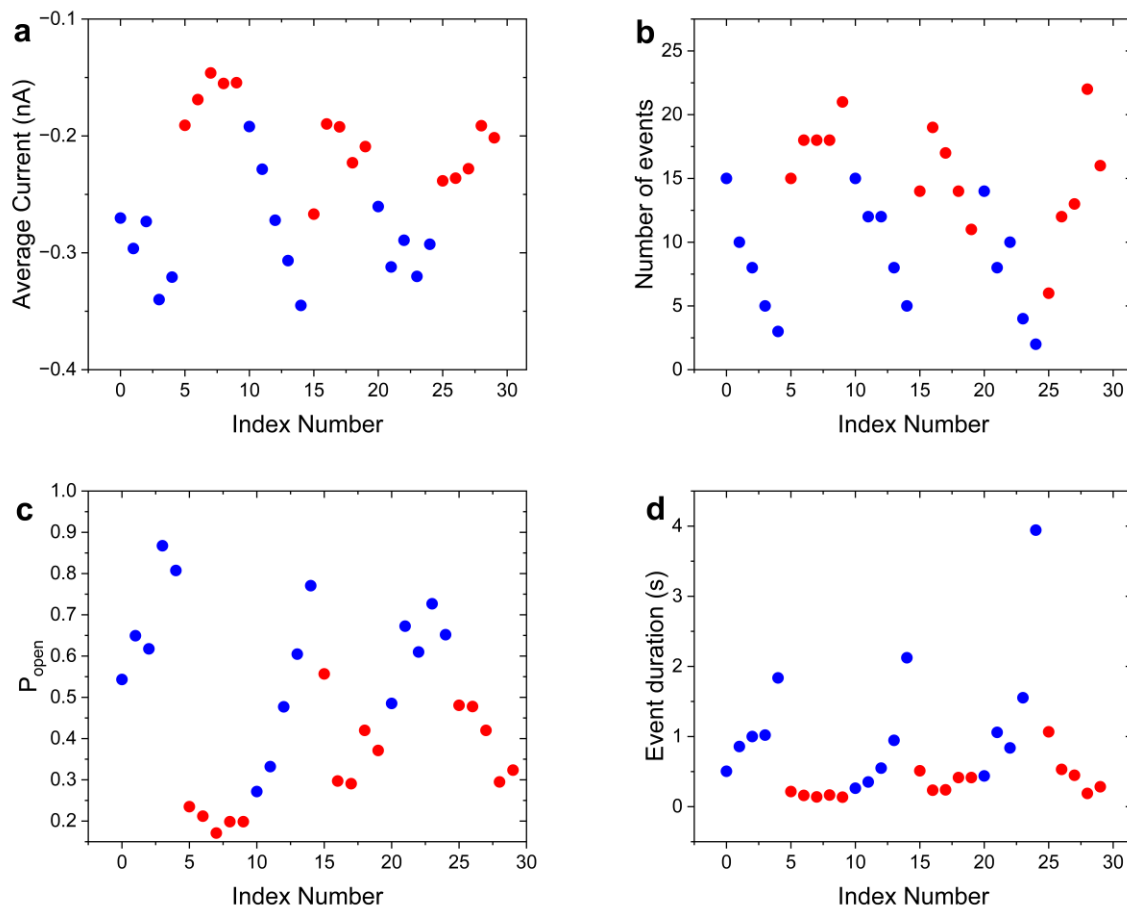 a
Average Current (nA)
−0.1
−0.2
−0.3
−0.4
0 5 10 15 20 25 30
Index Number
b
Number of events
25
20
15
10
5
0
0 5 10 15 20 25 30
Index Number
c
P_open
1.0
0.9
0.8
0.7
0.6
0.5
0.4
0.3
0.2
0 5 10 15 20 25 30
Index Number
d
Event duration (s)
4
3
2
1
0
0 5 10 15 20 25 30
Index Number